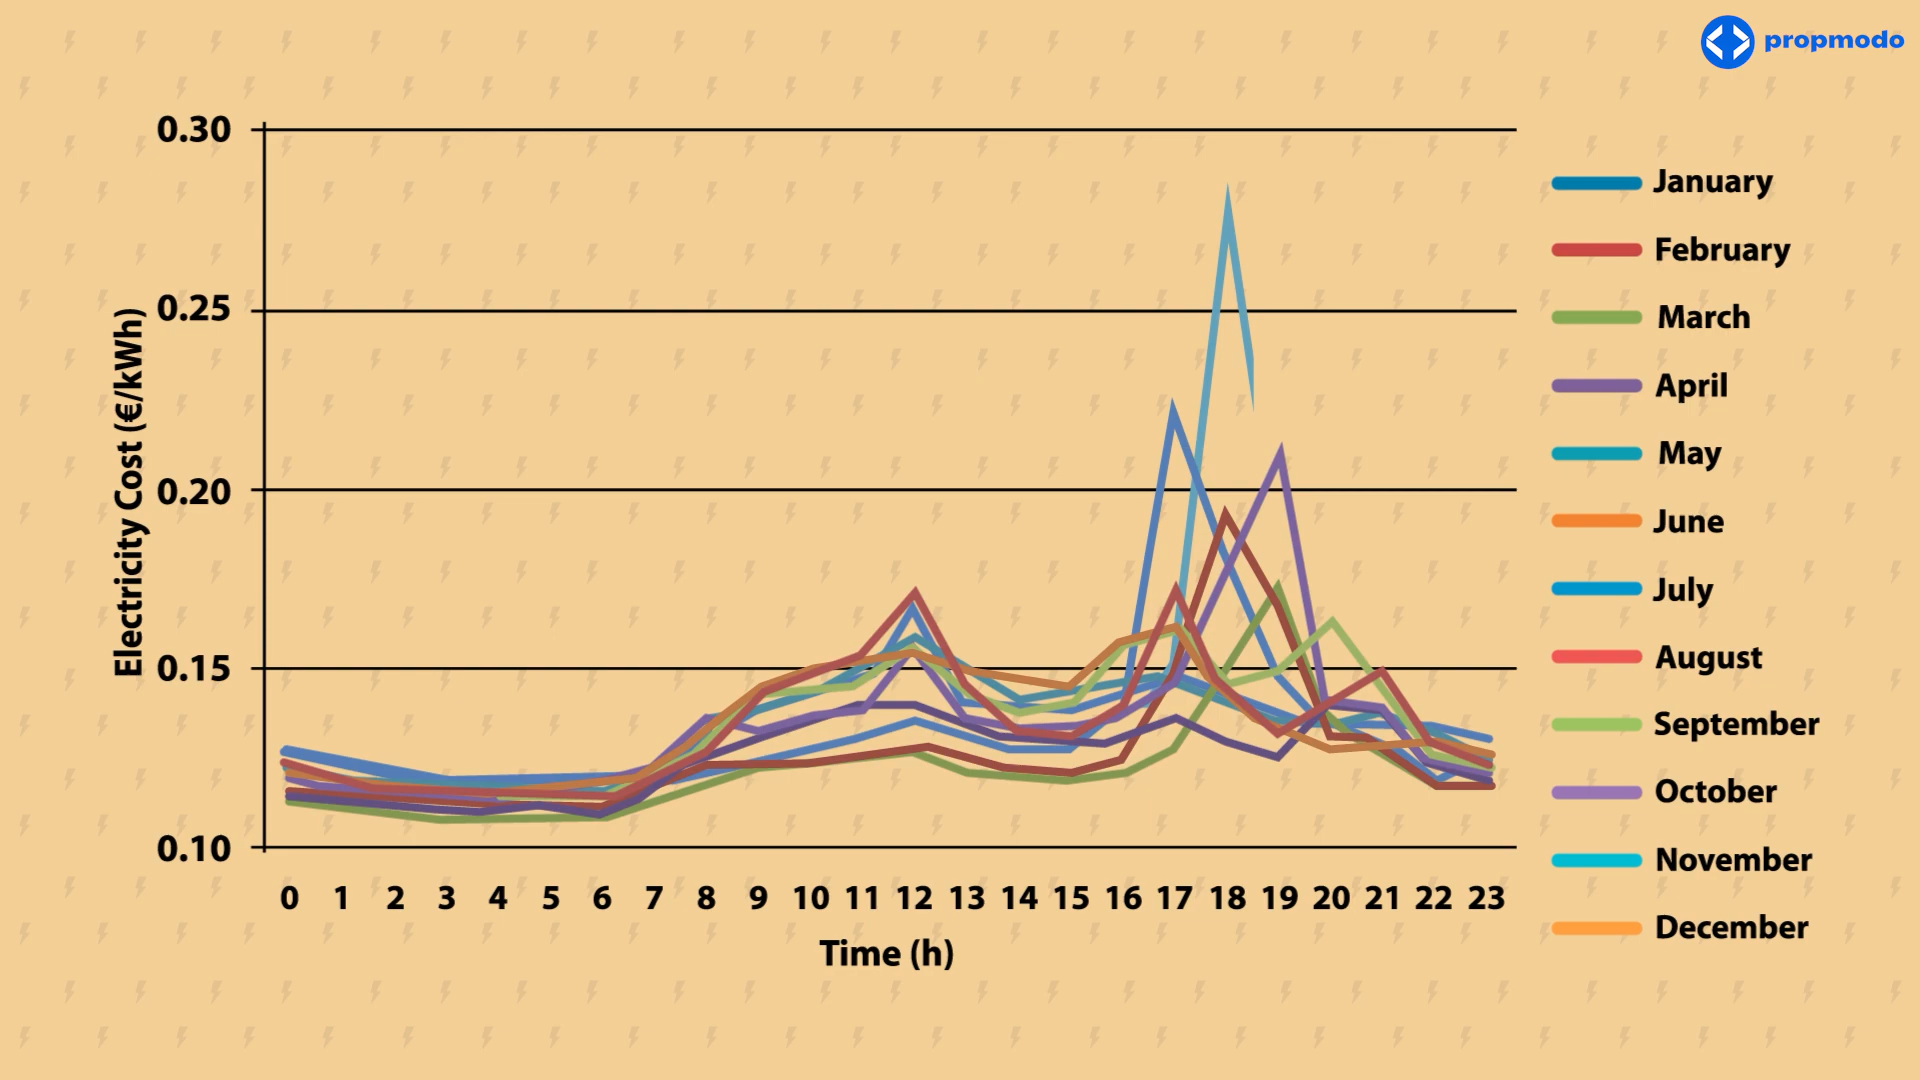 propmodo
0.30
0.25
0.20
0.15
0.10
Electricity Cost (€/kWh)
0 1 2 3 4 5 6 7 8 9 10 11 12 13 14 15 16 17 18 19 20 21 22 23
Time (h)
January
February
March
April
May
June
July
August
September
October
November
December